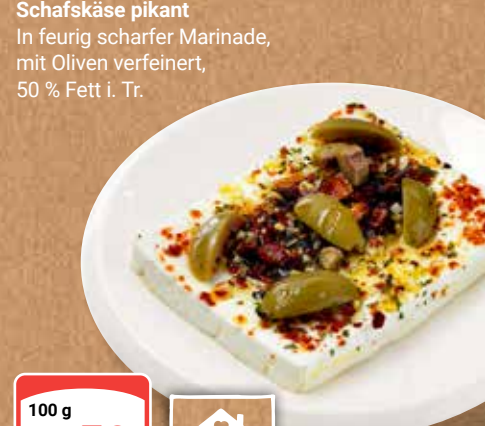 Schafskäse pikant
In feurig scharfer Marinade,
mit Oliven verfeinert,
50 % Fett i. Tr.
100 g